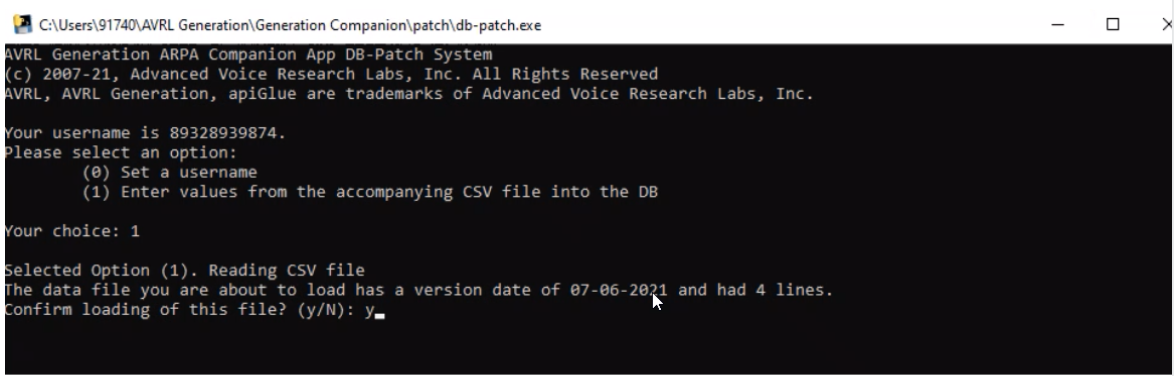 C:\Users\91740\AVRL Generation\Generation Companion\patch\db-patch.exe
AVRL Generation ARPA Companion App DB-Patch System
(c) 2007-21, Advanced Voice Research Labs, Inc. All Rights Reserved
AVRL, AVRL Generation, apiGlue are trademarks of Advanced Voice Research Labs, Inc.
Your username is 89328939874.
Please select an option:
(0) Set a username
(1) Enter values from the accompanying CSV file into the DB
Your choice: 1
Selected Option (1). Reading CSV file
The data file you are about to load has a version date of 07-06-2021 and had 4 lines.
Confirm loading of this file? (y/N): y